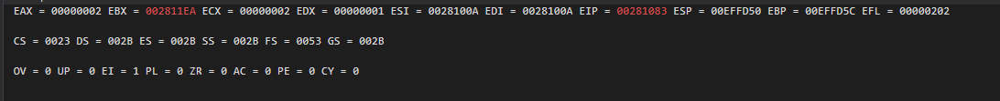 EAX = 00000002 EBX = 002811EA ECX = 00000002 EDX = 00000001 ESI = 0028100A EDI = 0028100A EIP = 00281083 ESP = 00EFFD50 EBP = 00EFFD5C EFL = 00000202
CS = 0023 DS = 002B ES = 002B SS = 002B FS = 0053 GS = 002B
OV = 0 UP = 0 EI = 1 PL = 0 ZR = 0 AC = 0 PE = 0 CY = 0